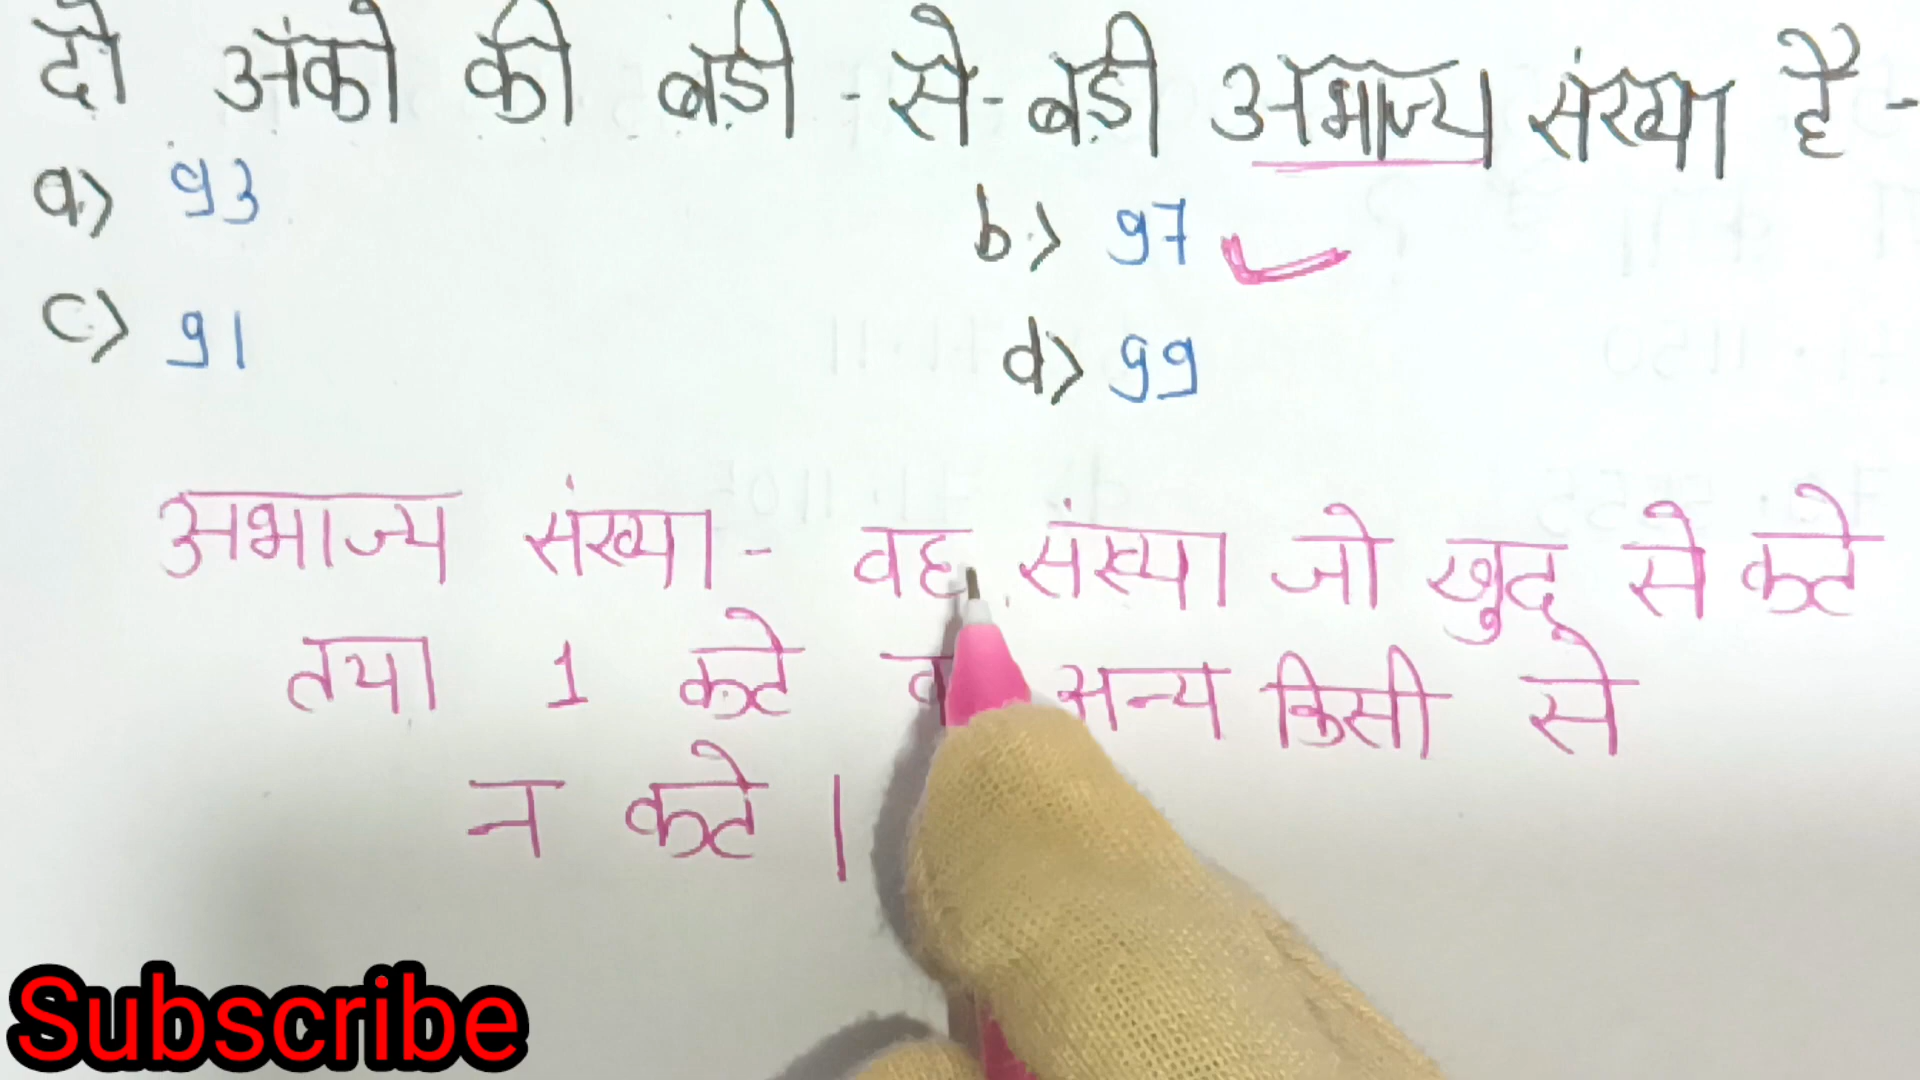 दो अंको की बडी़ - से - बडी़ अभाज्य संख्या है -
a> 93
b.> 97
c> 91
d> 99
अभाज्य संख्या - वह संख्या जो खुद से कटे
तथा 1 कटे अन्य किसी से
न कटे।
Subscribe